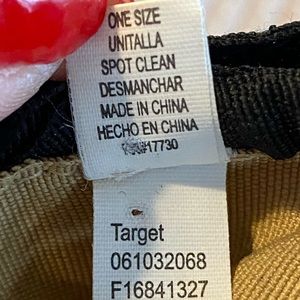 ONE SIZE
UNITALLA
SPOT CLEAN
DESMANCHAR
MADE IN CHINA
HECHO EN CHINA
Target
061032068
F16841327